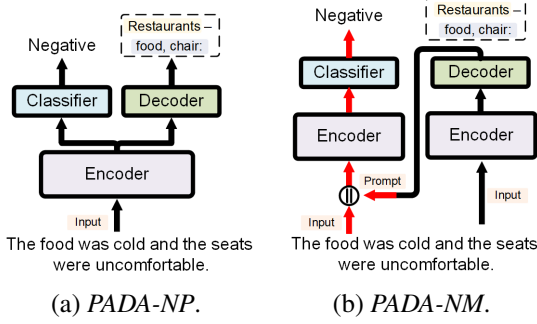 Negative
Restaurants –
food, chair:
Classifier
Decoder
Encoder
Input
The food was cold and the seats
were uncomfortable.
(a) PADA-NP.
Negative
Restaurants –
food, chair:
Classifier
Decoder
Encoder
Encoder
Prompt
Input
Input
The food was cold and the seats
were uncomfortable.
(b) PADA-NM.